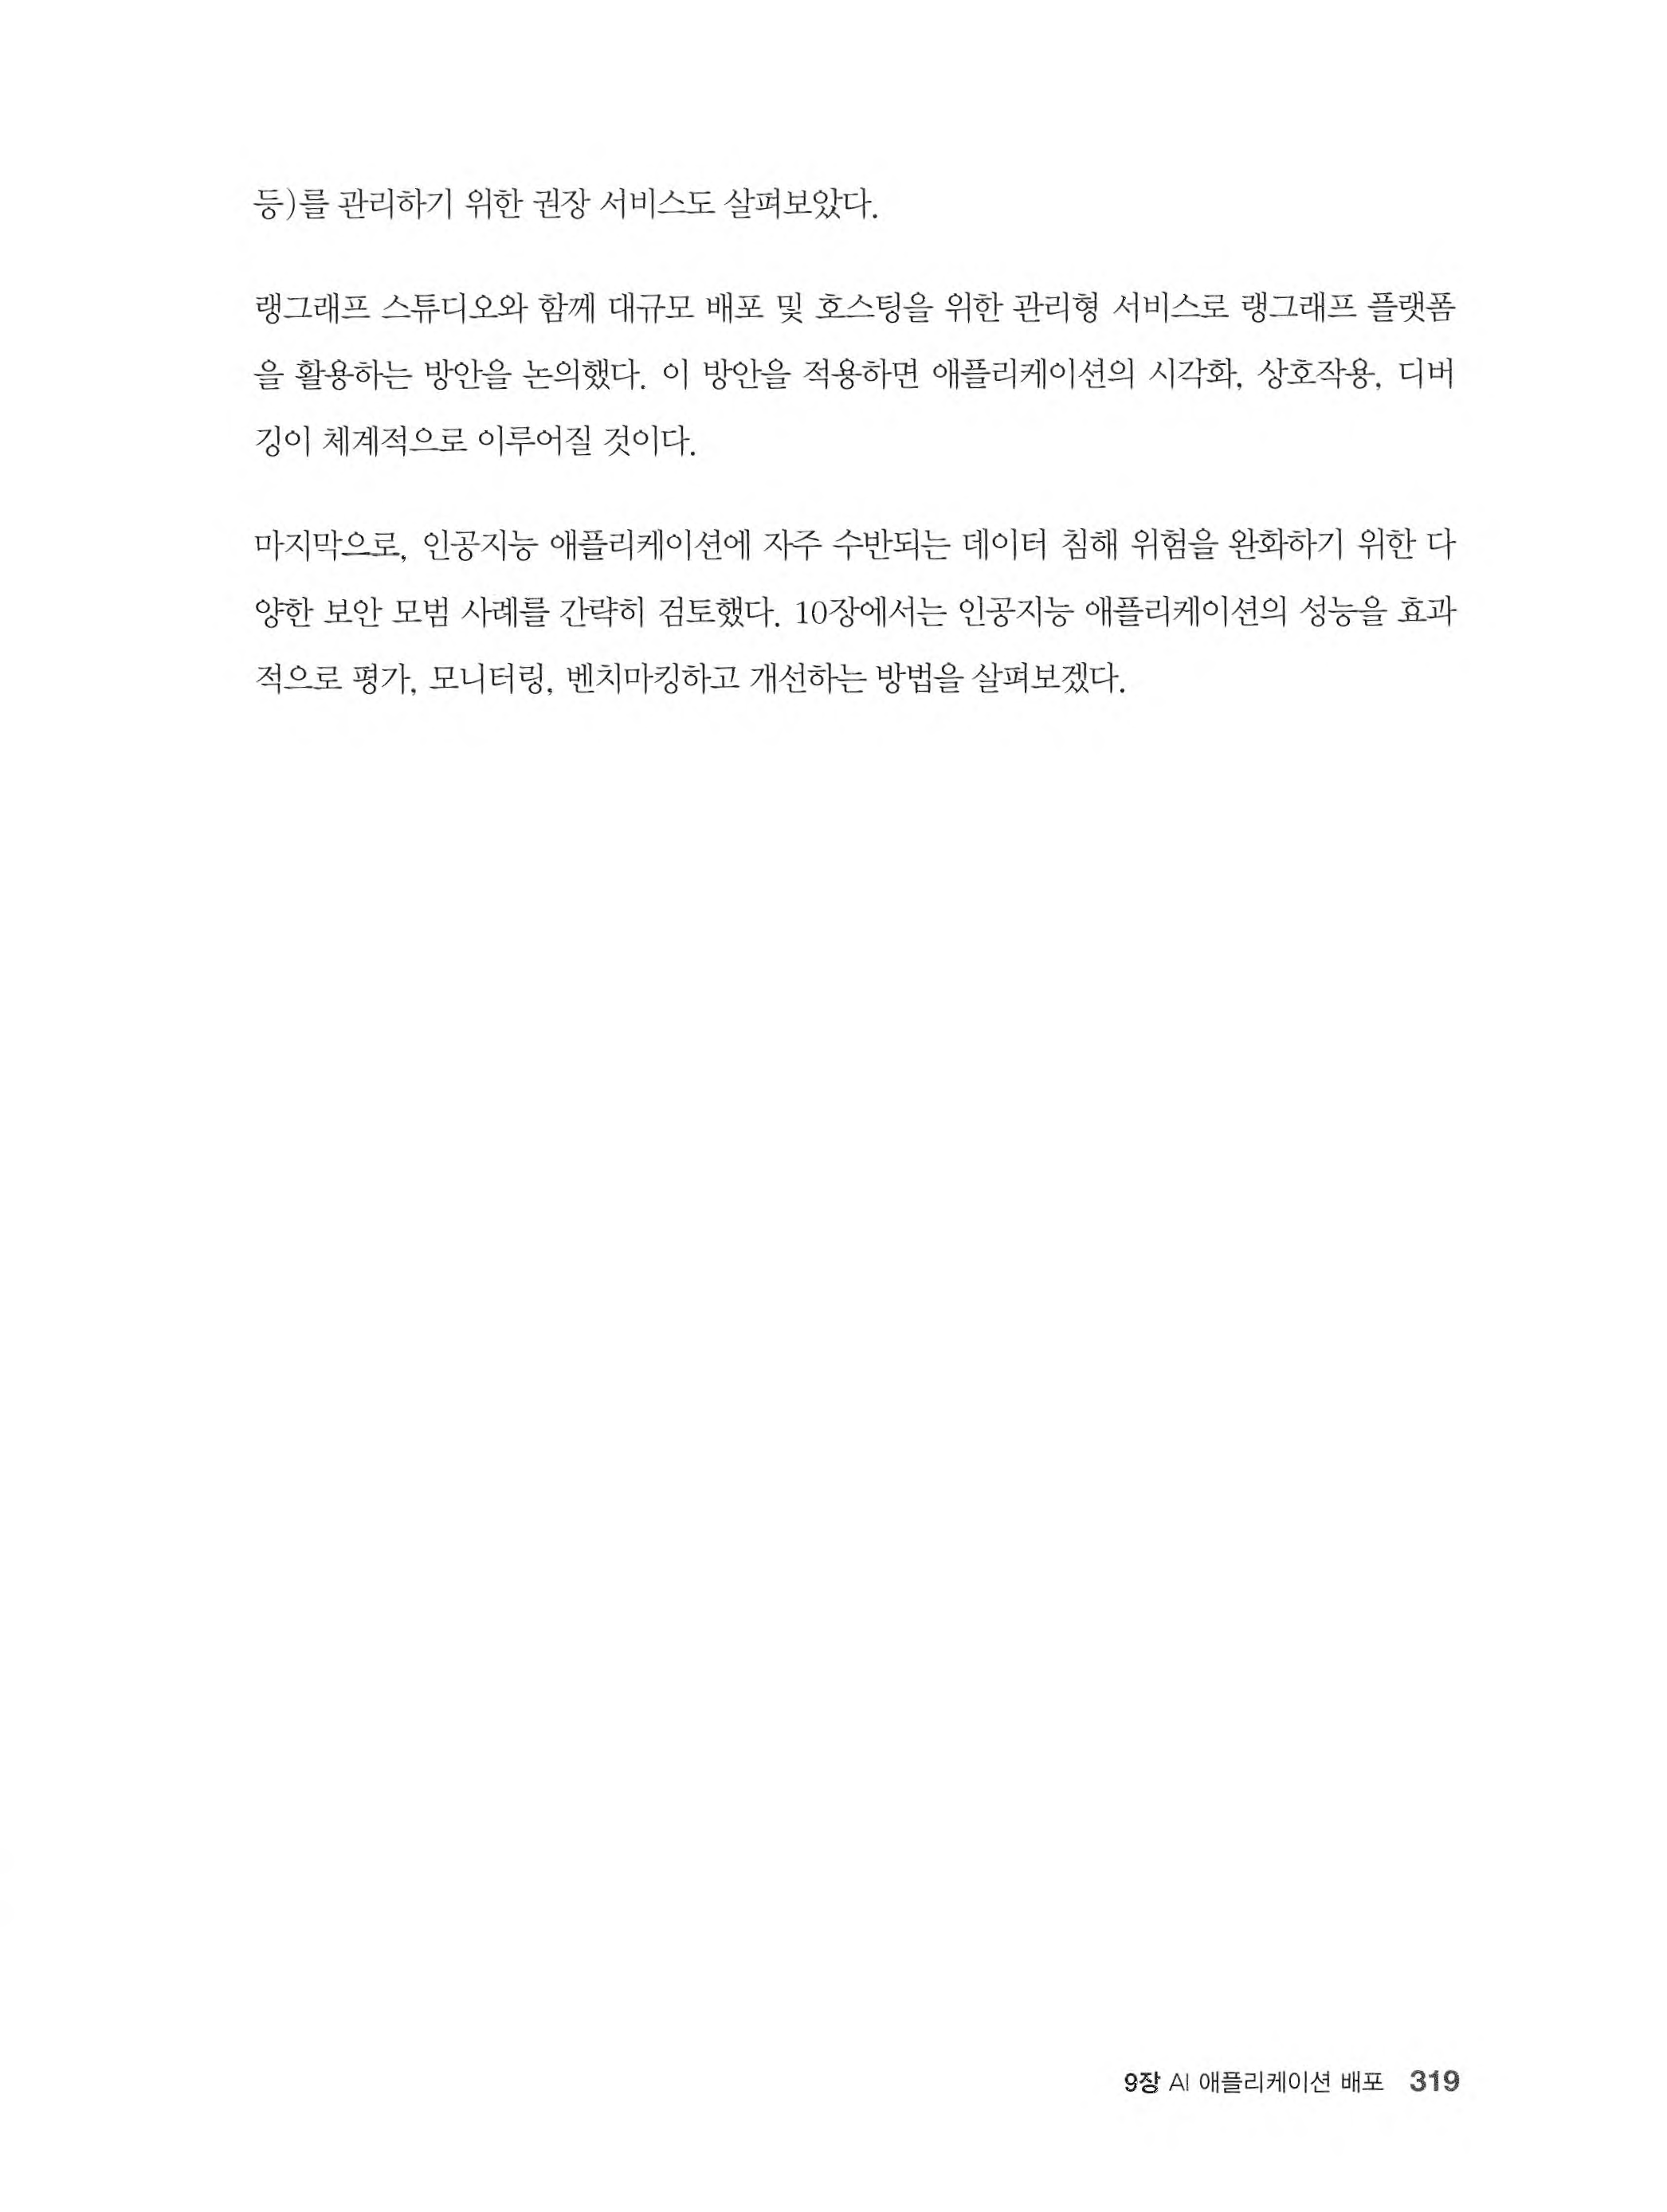 등)를 관리하기 위한 권장 서비스도 살펴보았다.
랭그래프 스튜디오와 함께 대규모 배포 및 호스팅을 위한 관리형 서비스로 랭그래프 플랫폼
을 활용하는 방안을 논의했다. 이 방안을 적용하면 애플리케이션의 시각화, 상호작용, 디버
깅이 체계적으로 이루어질 것이다.
마지막으로, 인공지능 애플리케이션에 자주 수반되는 데이터 침해 위험을 완화하기 위한 다
양한 보안 모범 사례를 간략히 검토했다. 10장에서는 인공지능 애플리케이션의 성능을 효과
적으로 평가, 모니터링, 벤치마킹하고 개선하는 방법을 살펴보겠다.
9장 AI 애플리케이션 배포 319